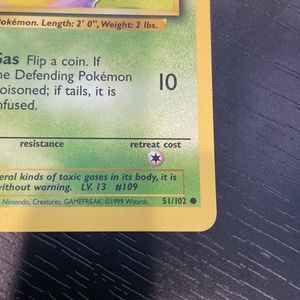 Pokémon. Length: 2' 0", Weight: 2 lbs.
Gas Flip a coin. If
he Defending Pokémon
oisoned; if tails, it is
nfused.
10
resistance retreat cost
eral kinds of toxic gases in its body, it is
without warning. LV. 13 #109
Nintendo, Creatures, GAMEFREAK. ©1999 Wizards. 51/102